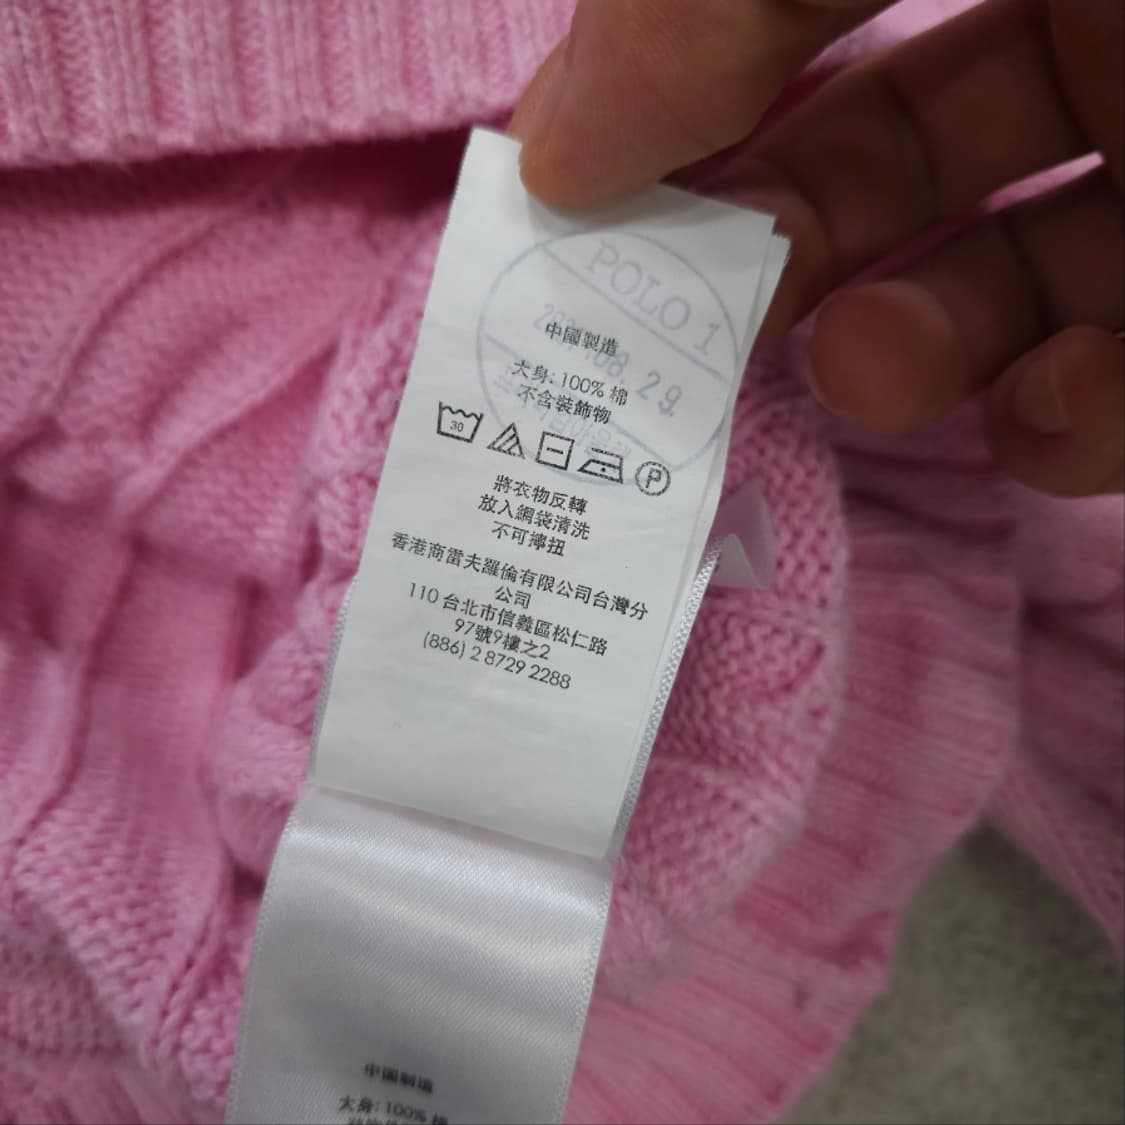 POLO 1
中國製造
08. 29.
大身: 100% 棉
不含裝飾物
30
P
將衣物反轉
放入網袋清洗
不可擰扭
香港商雷夫羅倫有限公司台灣分
公司
110 台北市信義區松仁路
97號9樓之2
(886) 2 8729 2288
中國製造
大身: 100% 棉